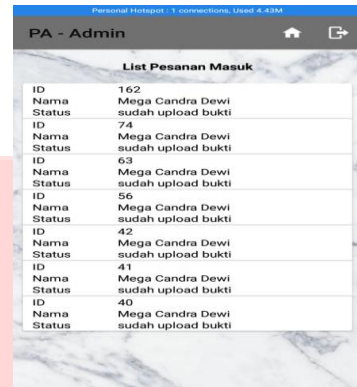 Personal Hotspot : 1 connections, Used 4.43M
PA - Admin
List Pesanan Masuk
ID 162
Nama Mega Candra Dewi
Status sudah upload bukti
ID 74
Nama Mega Candra Dewi
Status sudah upload bukti
ID 63
Nama Mega Candra Dewi
Status sudah upload bukti
ID 56
Nama Mega Candra Dewi
Status sudah upload bukti
ID 42
Nama Mega Candra Dewi
Status sudah upload bukti
ID 41
Nama Mega Candra Dewi
Status sudah upload bukti
ID 40
Nama Mega Candra Dewi
Status sudah upload bukti